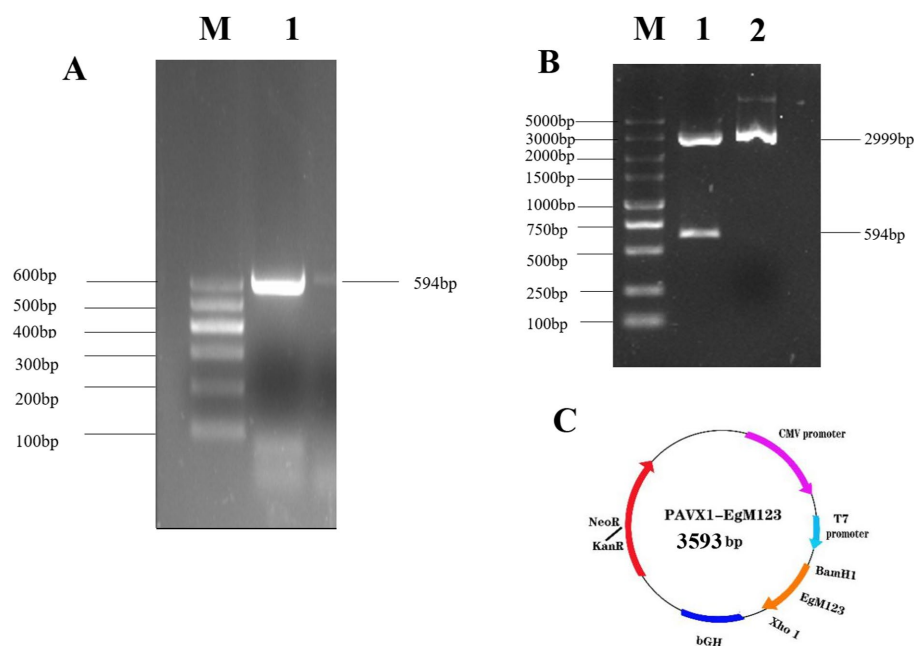 A
M 1
600bp
500bp
400bp
300bp
200bp
100bp
594bp
B
M 1 2
5000bp
3000bp
2000bp
1500bp
1000bp
750bp
500bp
250bp
100bp
2999bp
594bp
C
CMV promoter
T7
promoter
BamH1
EgM123
Xho 1
bGH
NeoR
KanR
PAVX1-EgM123
3593 bp